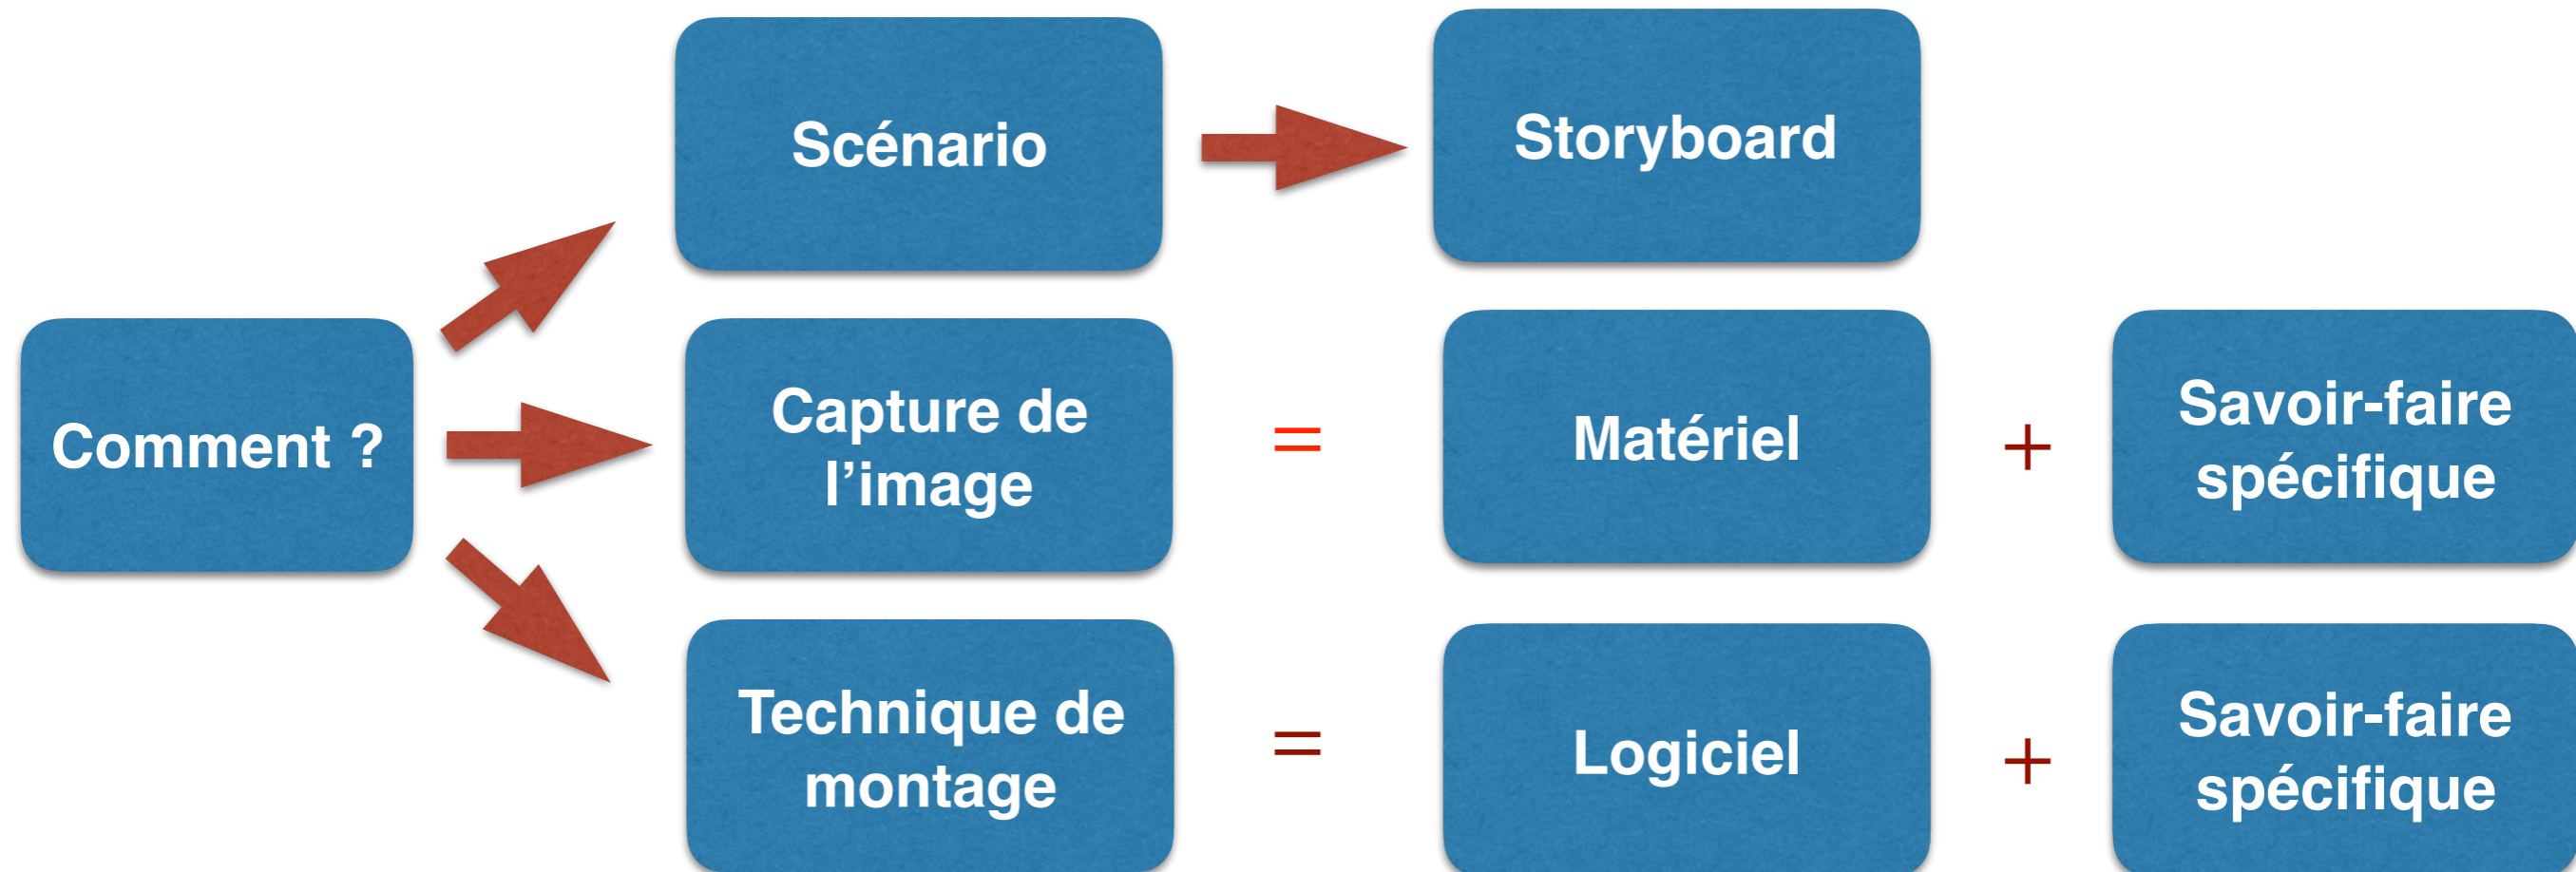 Scénario
Storyboard
Comment ?
Capture de
l’image
=
Matériel
+
Savoir-faire
spécifique
Technique de
montage
=
Logiciel
+
Savoir-faire
spécifique